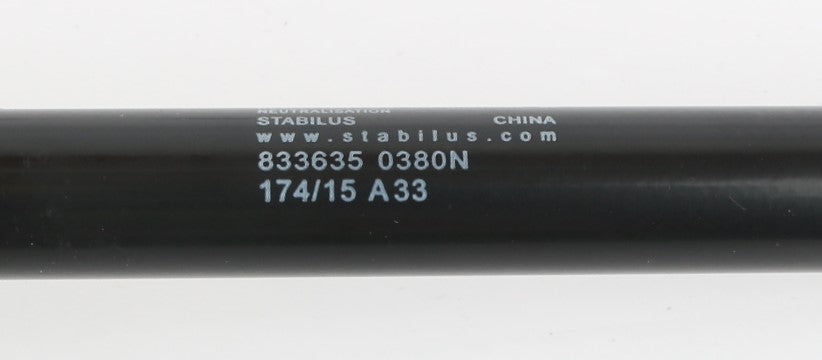 NEUTRALISATION
STABILUS CHINA
www.stabilus.com
833635 0380N
174/15 A33